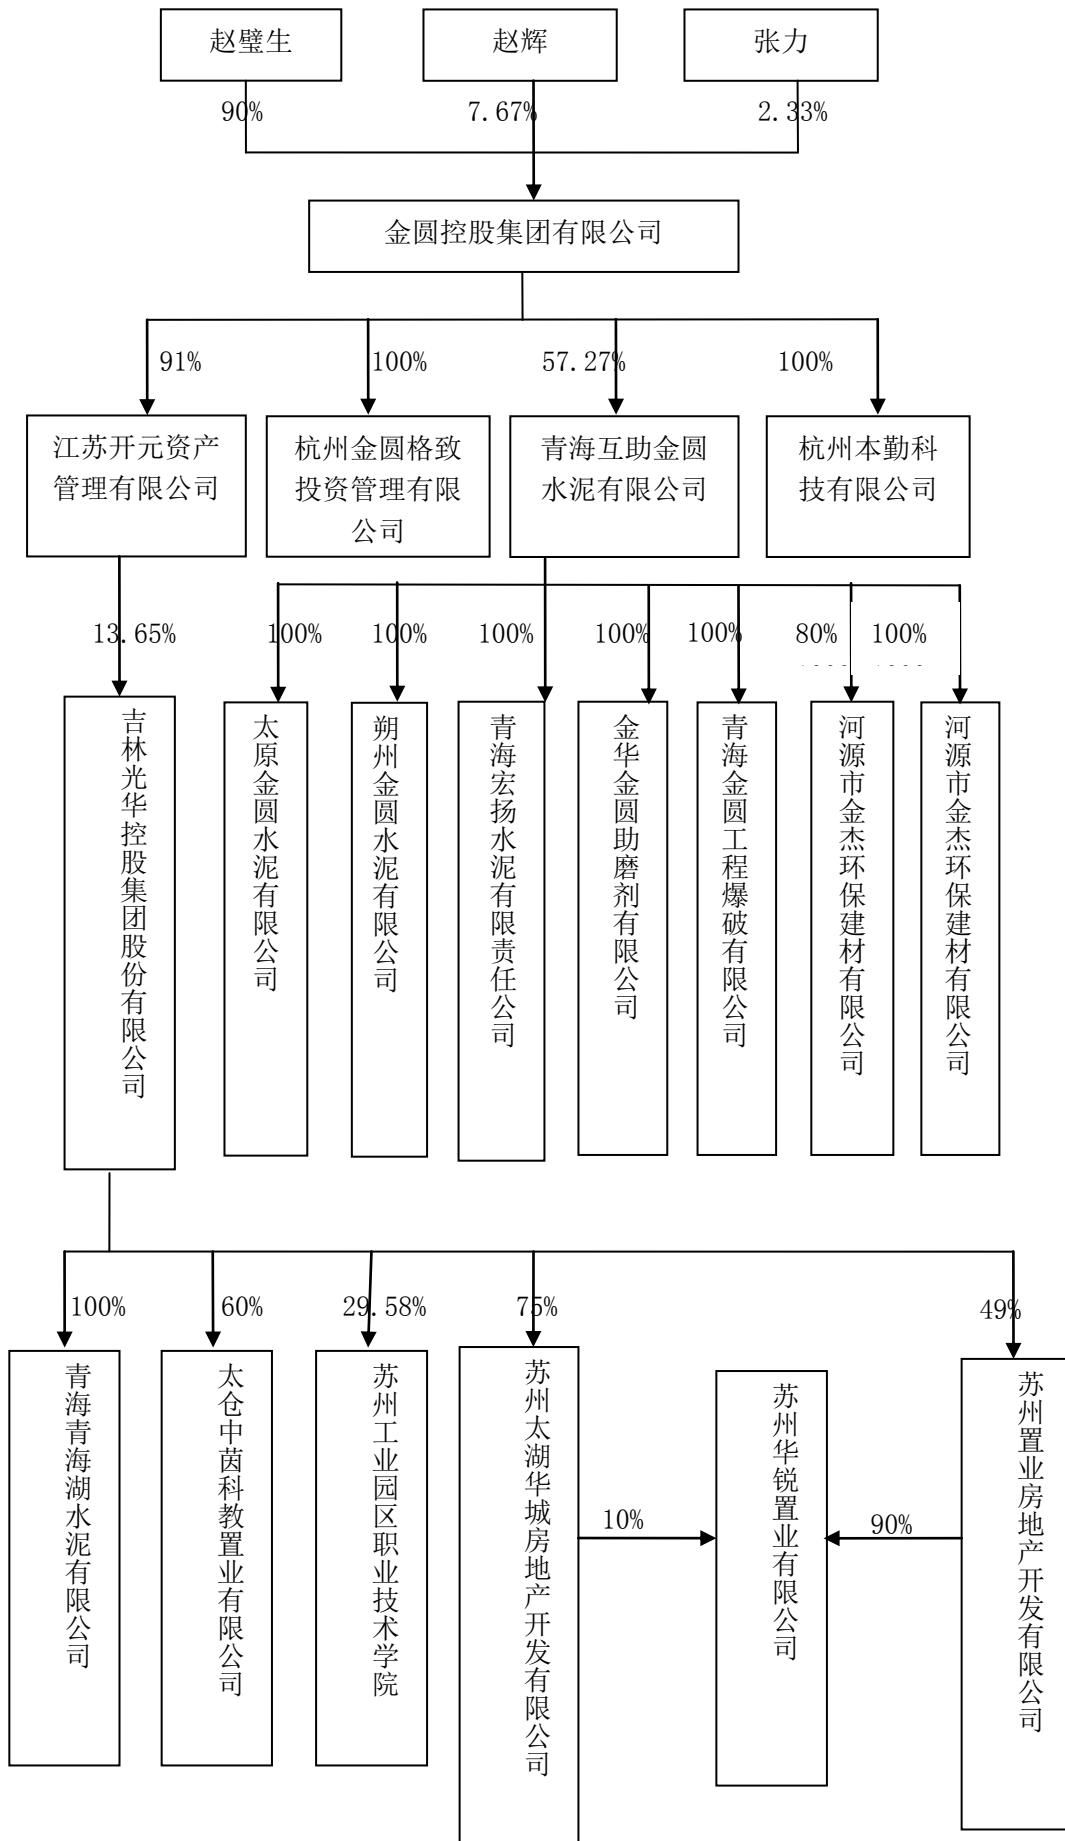 赵璧生
赵辉
张力
90%
7.67%
2.33%
金圆控股集团有限公司
91%
100%
57.27%
100%
江苏开元资产
管理有限公司
杭州金圆格致
投资管理有限
公司
青海互助金圆
水泥有限公司
杭州本勤科
技有限公司
13.65%
100%
100%
100%
100%
100%
80%
100%
吉林光华控股集团股份有限公司
太原金圆水泥有限公司
朔州金圆水泥有限公司
青海宏扬水泥有限责任公司
金华金圆助磨剂有限公司
青海金圆工程爆破有限公司
河源市金杰环保建材有限公司
河源市金杰环保建材有限公司
100%
60%
29.58%
75%
49%
青海青海湖水泥有限公司
太仓中茵科教置业有限公司
苏州工业园区职业技术学院
苏州太湖华城房地产开发有限公司
10%
苏州华锐置业有限公司
90%
苏州置业房地产开发有限公司